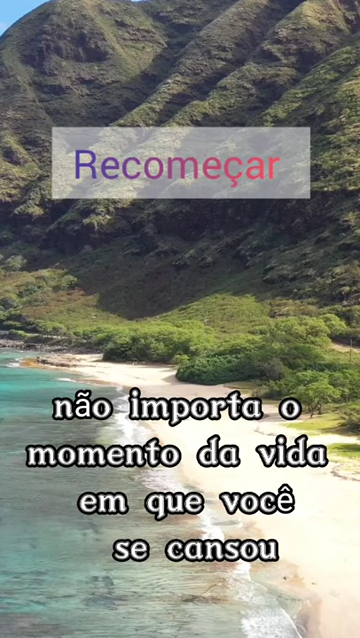 Recomeçar
não importa o
momento da vida
em que você
se cansou